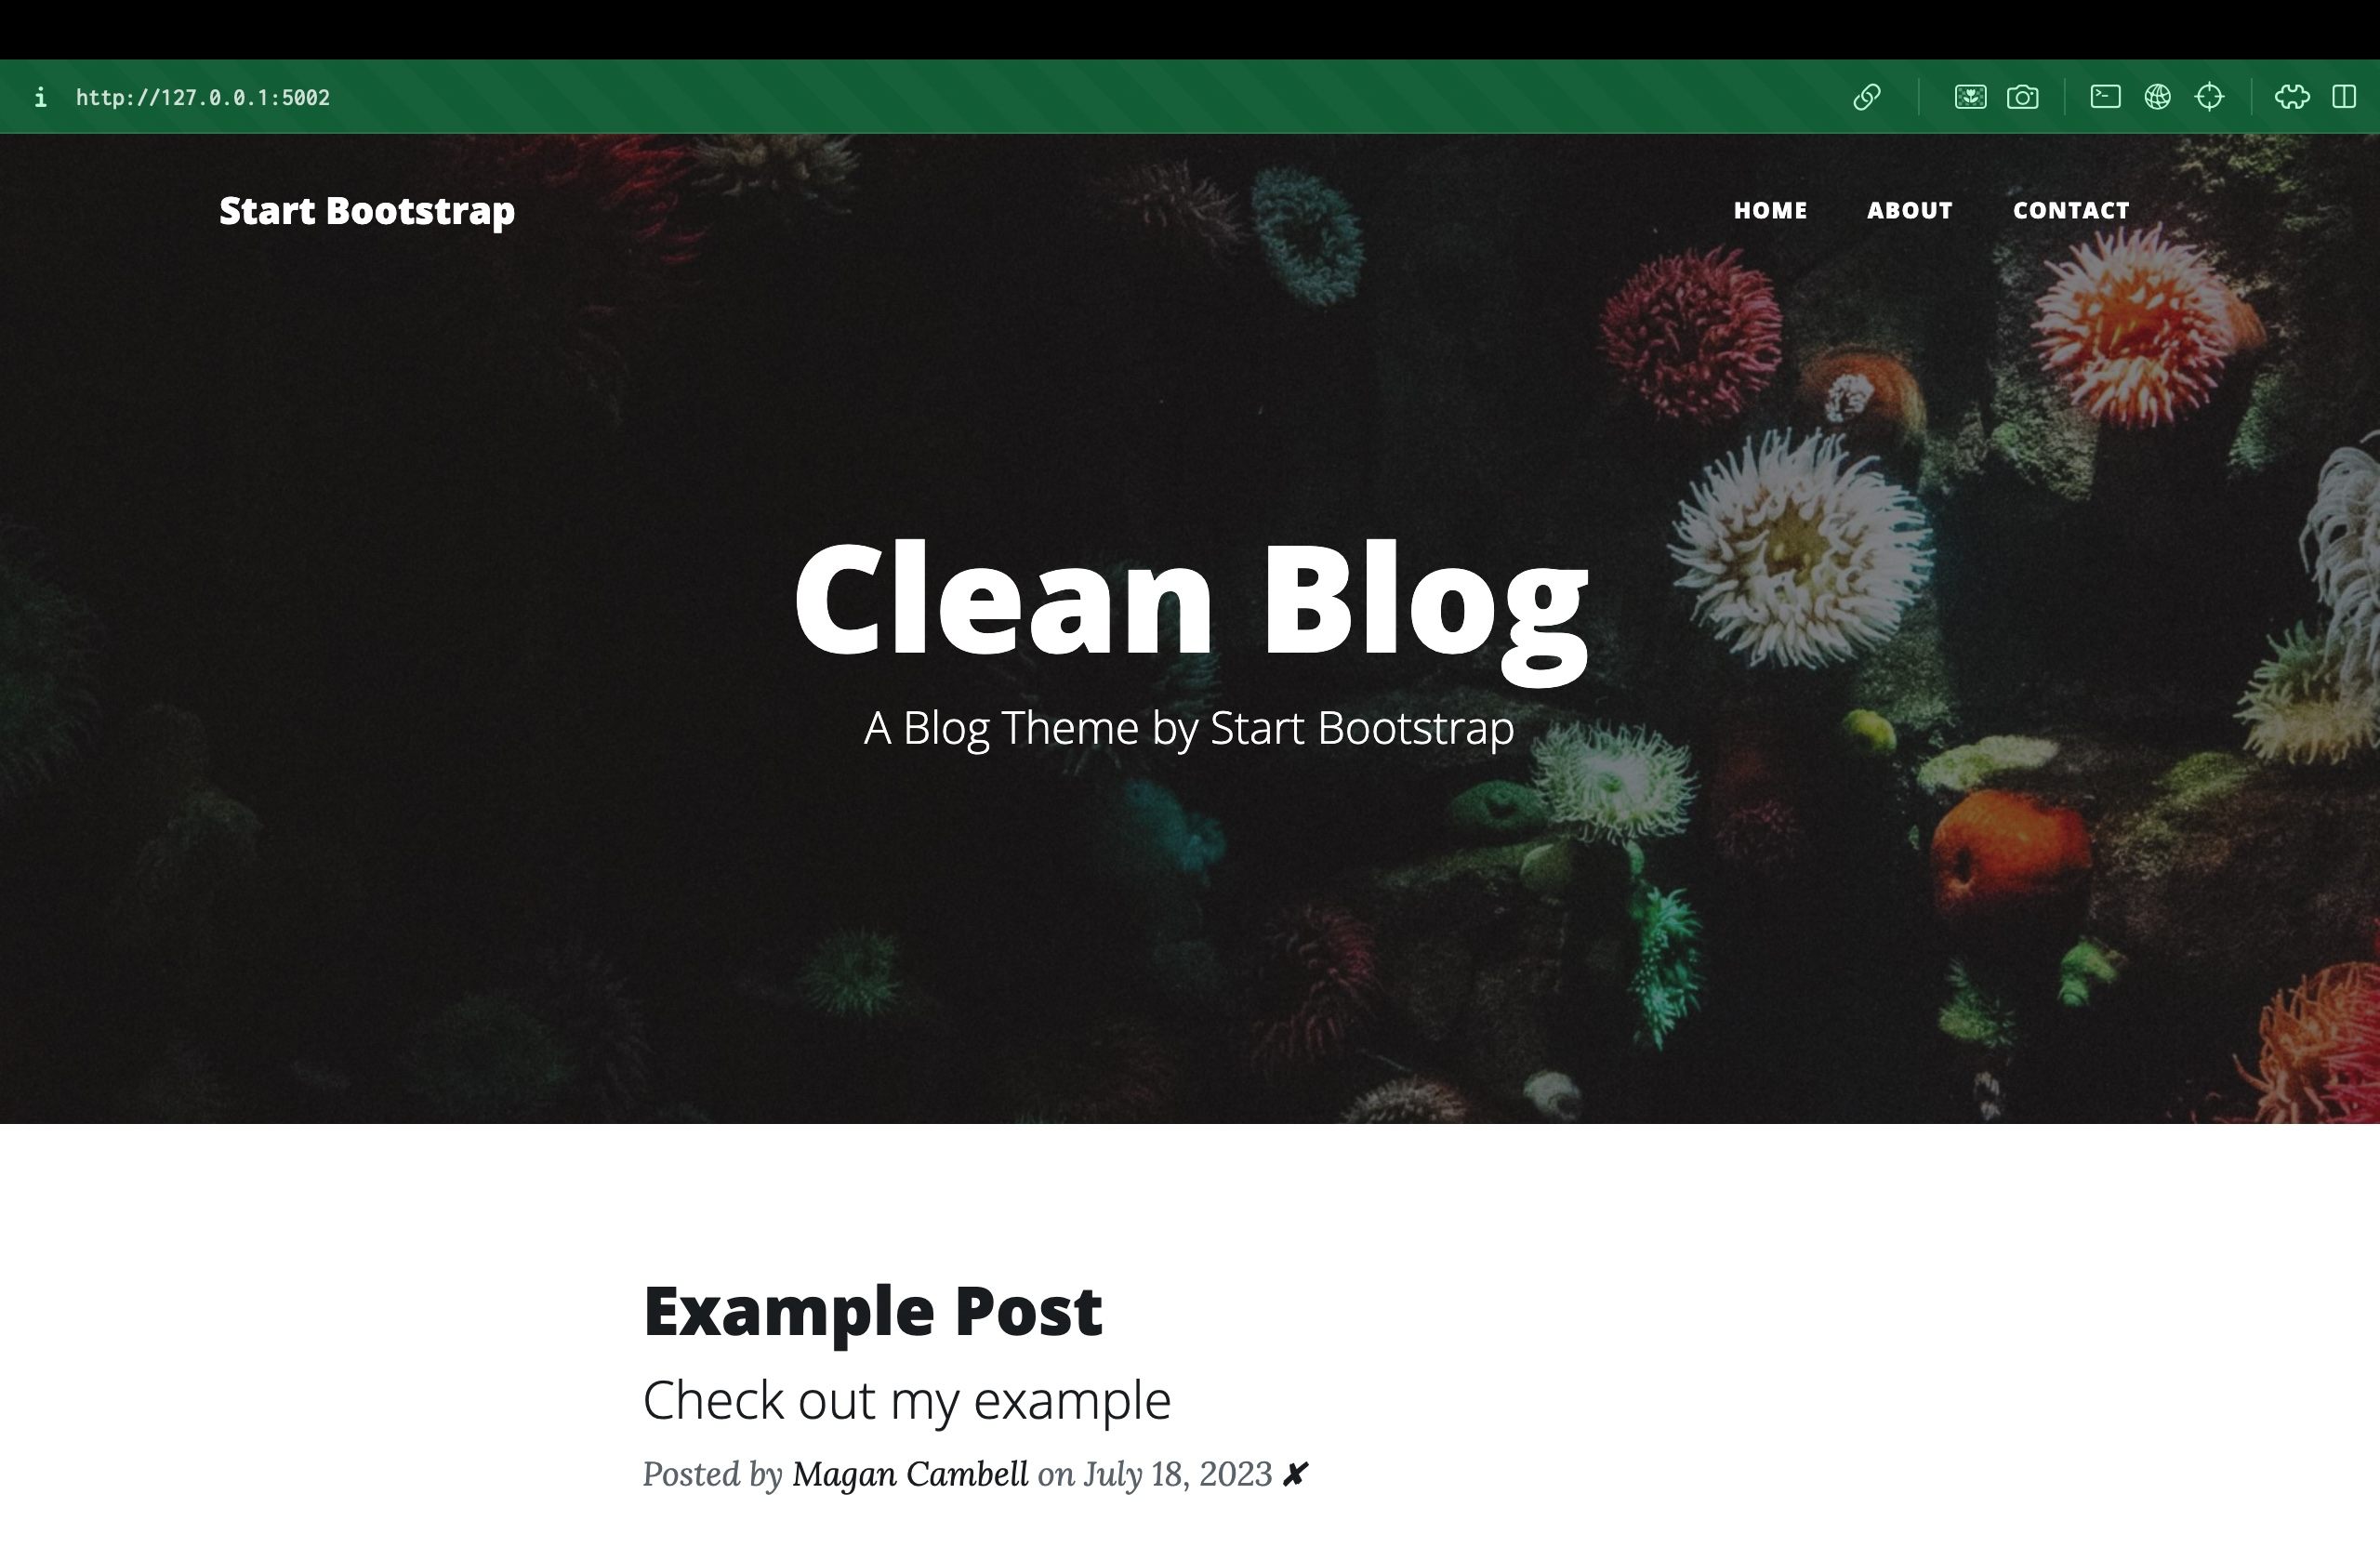 i http://127.0.0.1:5002
Start Bootstrap HOME ABOUT CONTACT
Clean Blog
A Blog Theme by Start Bootstrap
Example Post
Check out my example
Posted by Magan Cambell on July 18, 2023 ✘